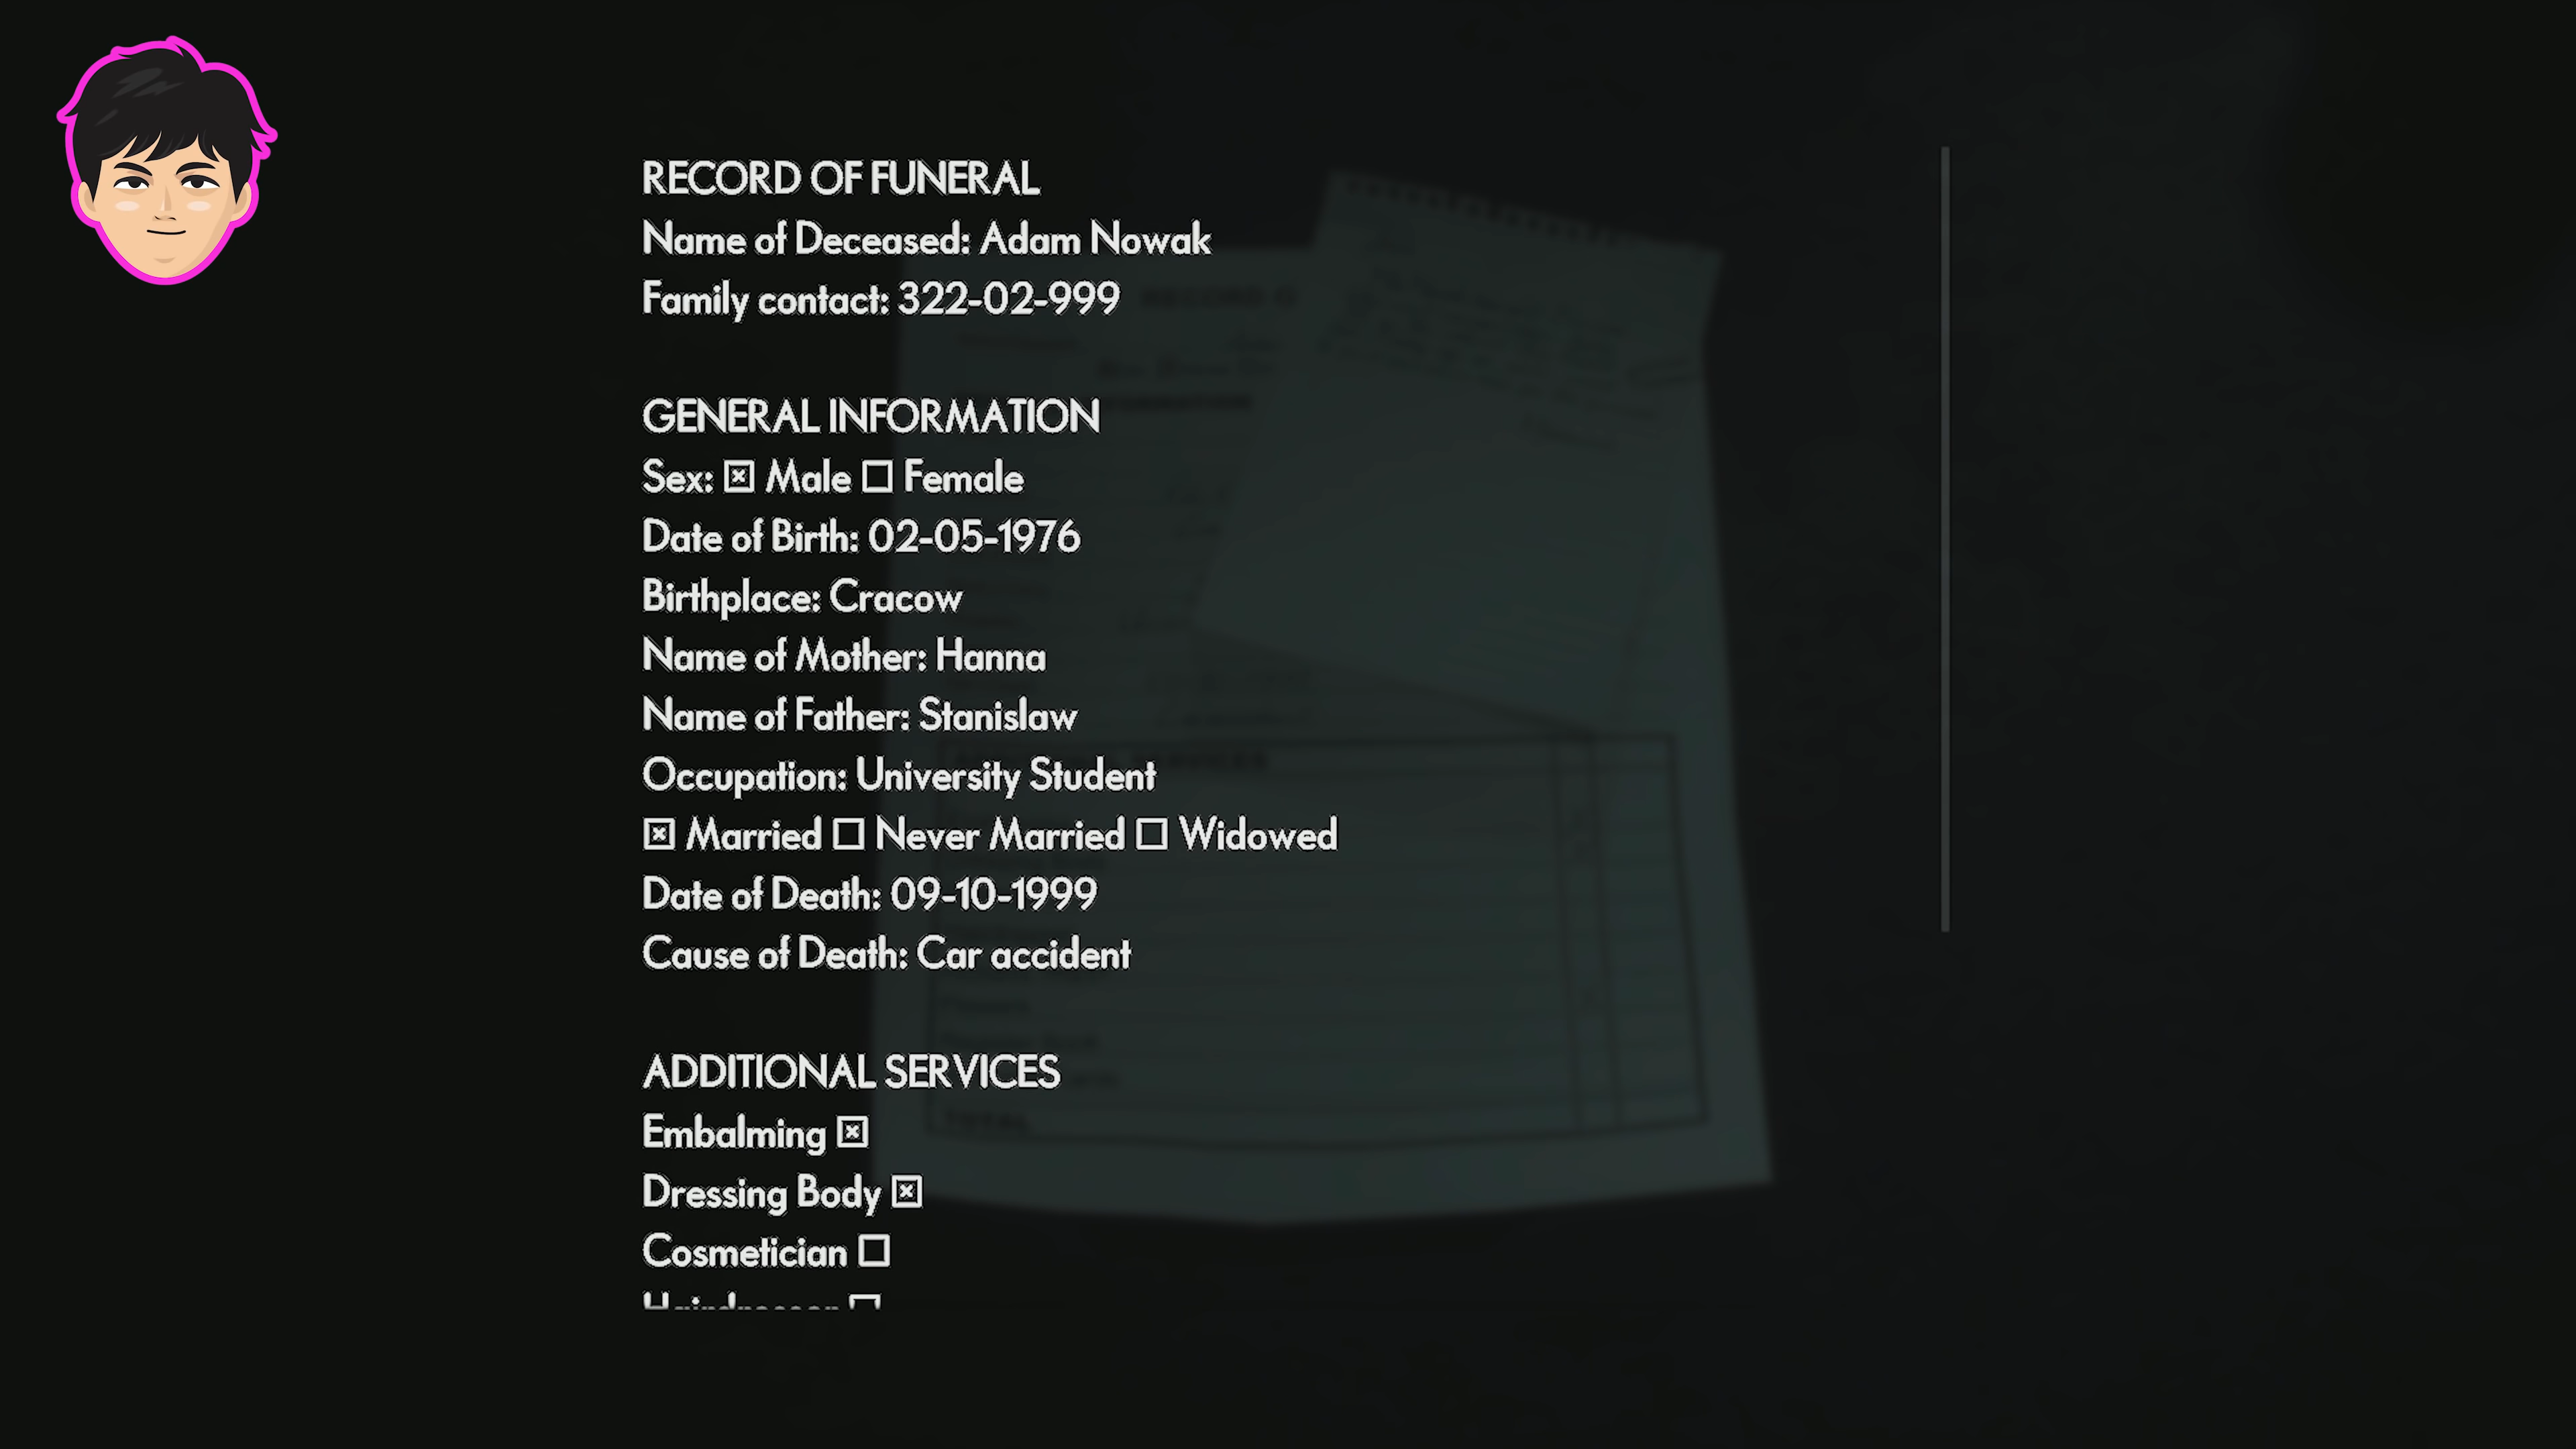 RECORD OF FUNERAL
Name of Deceased: Adam Nowak
Family contact: 322-02-999
GENERAL INFORMATION
Sex: ☒ Male ☐ Female
Date of Birth: 02-05-1976
Birthplace: Cracow
Name of Mother: Hanna
Name of Father: Stanislaw
Occupation: University Student
☒ Married ☐ Never Married ☐ Widowed
Date of Death: 09-10-1999
Cause of Death: Car accident
ADDITIONAL SERVICES
Embalming ☒
Dressing Body ☒
Cosmetician ☐